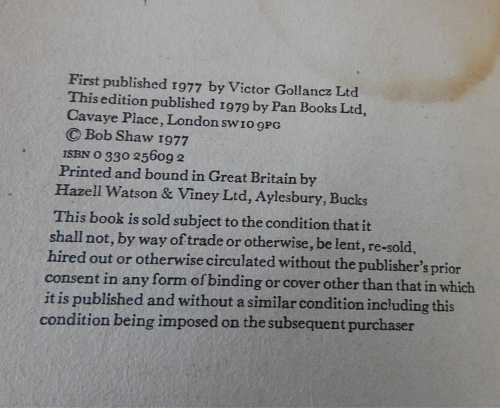 First published 1977 by Victor Gollancz Ltd
This edition published 1979 by Pan Books Ltd,
Cavaye Place, London SW10 9PG
© Bob Shaw 1977
ISBN 0 330 25609 2
Printed and bound in Great Britain by
Hazell Watson & Viney Ltd, Aylesbury, Bucks
This book is sold subject to the condition that it
shall not, by way of trade or otherwise, be lent, re-sold,
hired out or otherwise circulated without the publisher's prior
consent in any form of binding or cover other than that in which
it is published and without a similar condition including this
condition being imposed on the subsequent purchaser